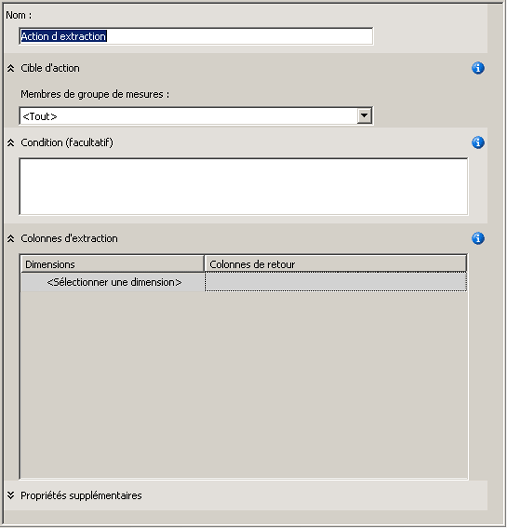 Nom :
Action d extraction
Cible d'action
Membres de groupe de mesures :
<Tout>
Condition (facultatif)
Colonnes d'extraction
Dimensions Colonnes de retour
<Sélectionner une dimension>
Propriétés supplémentaires